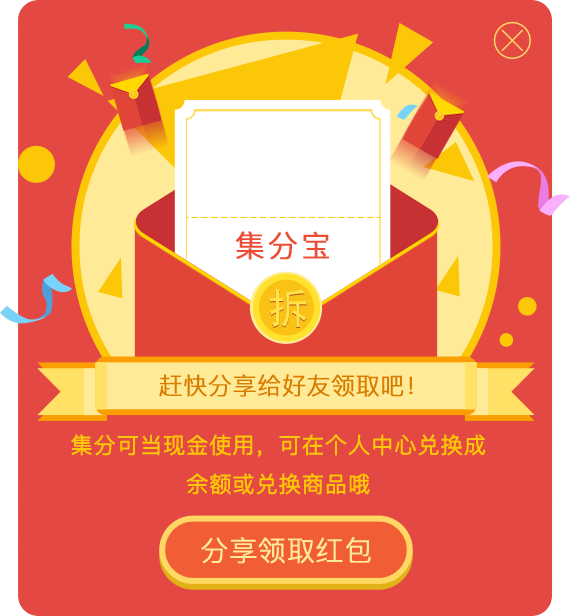 集分宝
拆
赶快分享给好友领取吧！
集分可当现金使用，可在个人中心兑换成
余额或兑换商品哦
分享领取红包